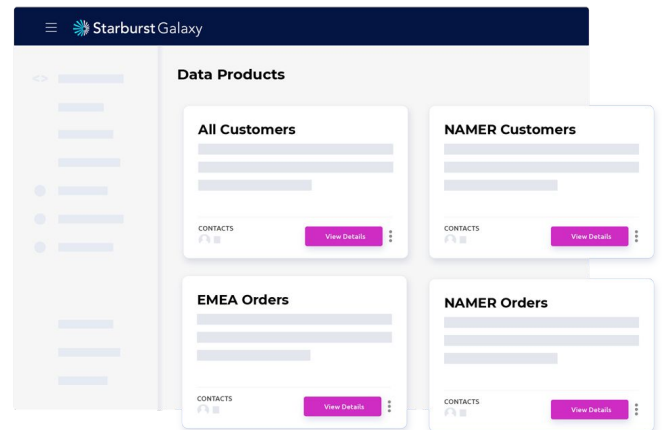 Starburst Galaxy
Data Products
All Customers
CONTACTS
View Details
NAMER Customers
CONTACTS
View Details
EMEA Orders
CONTACTS
View Details
NAMER Orders
CONTACTS
View Details